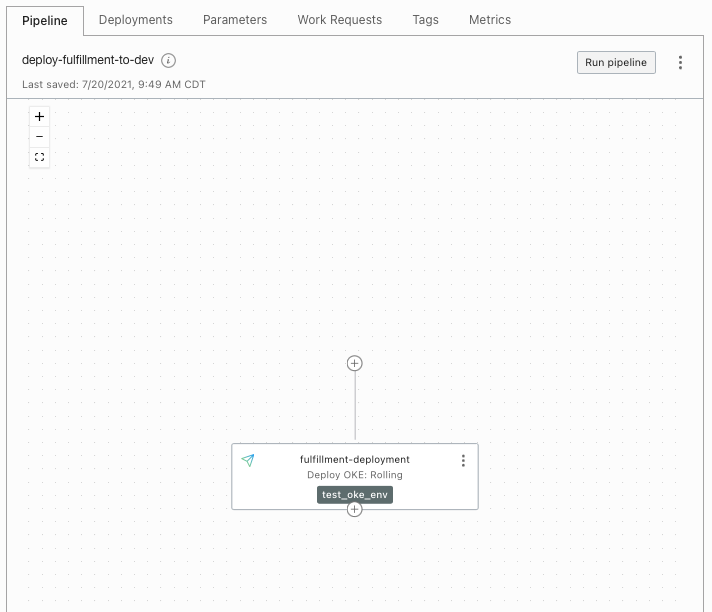 Pipeline Deployments Parameters Work Requests Tags Metrics
deploy-fulfillment-to-dev i
Run pipeline
Last saved: 7/20/2021, 9:49 AM CDT
fulfillment-deployment
Deploy OKE: Rolling
test_oke_env